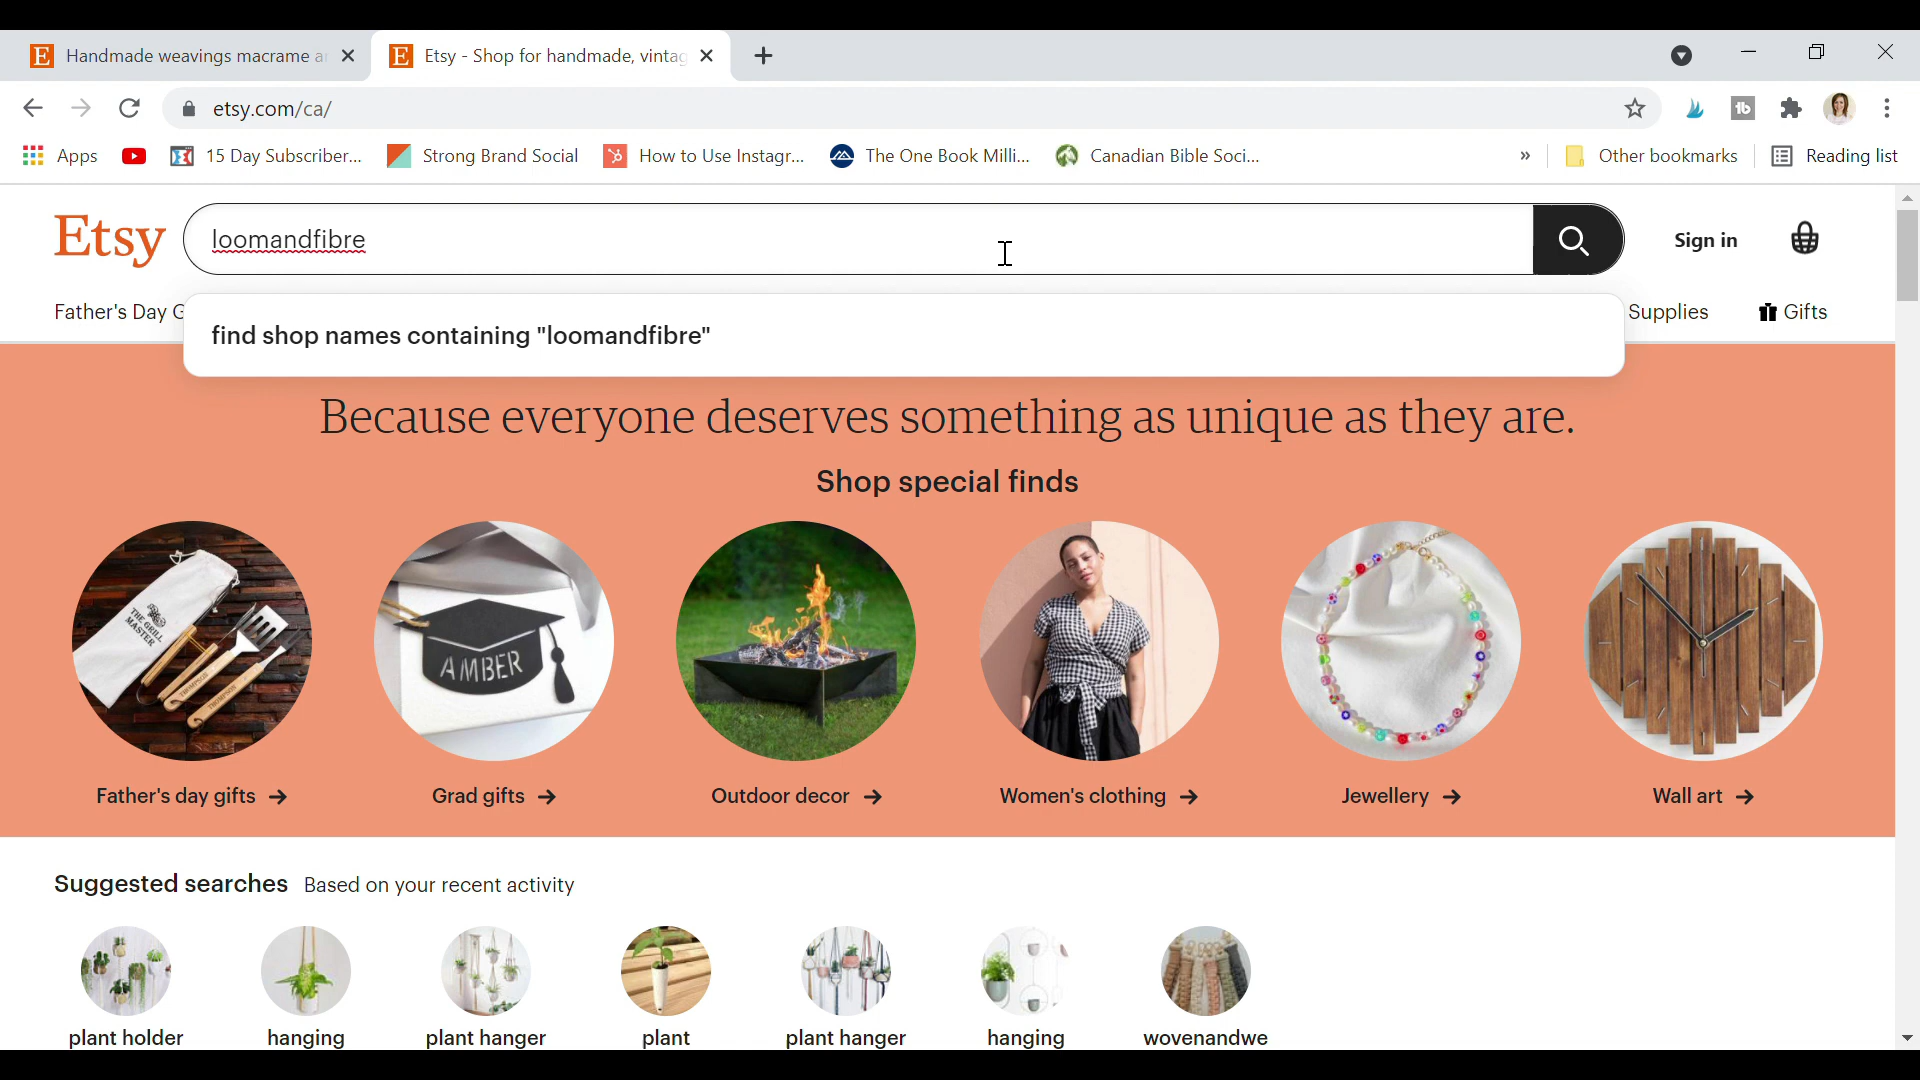 Handmade weavings macrame a
Etsy - Shop for handmade, vintag
etsy.com/ca/
Apps
15 Day Subscriber...
Strong Brand Social
How to Use Instagr...
The One Book Milli...
Canadian Bible Soci...
»
Other bookmarks
Reading list
Etsy
loomandfibre
Sign in
Father's Day G
find shop names containing "loomandfibre"
Supplies
Gifts
Because everyone deserves something as unique as they are.
Shop special finds
THE GRILL
MASTER
THOMPSON
THOMPSON
AMBER
Father's day gifts →
Grad gifts →
Outdoor decor →
Women's clothing →
Jewellery →
Wall art →
Suggested searches Based on your recent activity
plant holder
hanging
plant hanger
plant
plant hanger
hanging
wovenandwe